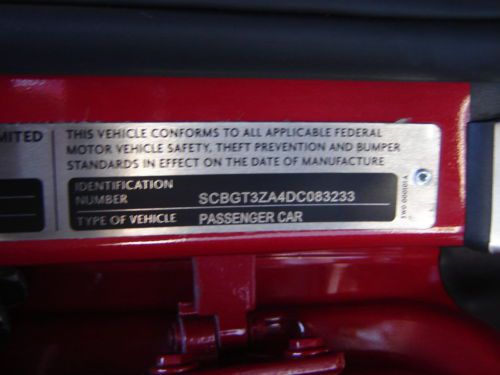 MITED
THIS VEHICLE CONFORMS TO ALL APPLICABLE FEDERAL
MOTOR VEHICLE SAFETY, THEFT PREVENTION AND BUMPER
STANDARDS IN EFFECT ON THE DATE OF MANUFACTURE
IDENTIFICATION
NUMBER SCBGT3ZA4DC083233
TYPE OF VEHICLE PASSENGER CAR